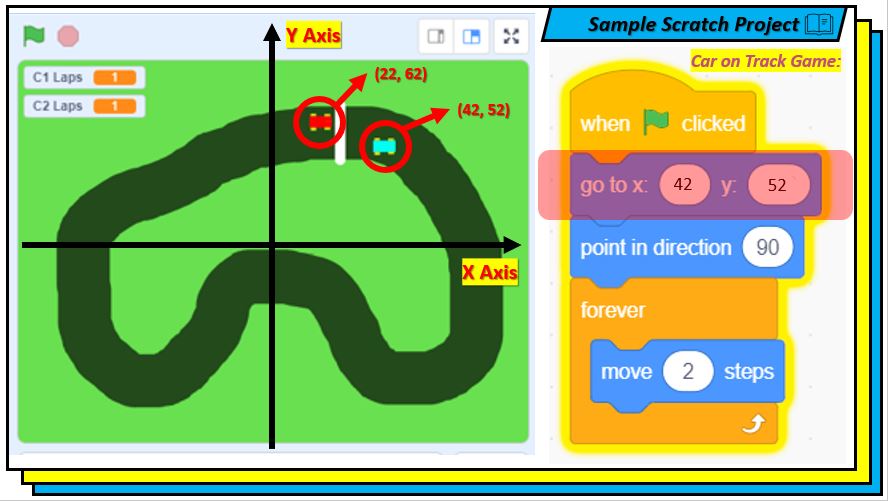 Sample Scratch Project
Car on Track Game:
Y Axis
C1 Laps 1
C2 Laps 1
(22, 62)
(42, 52)
X Axis
when clicked
go to x: 42 y: 52
point in direction 90
forever
move 2 steps